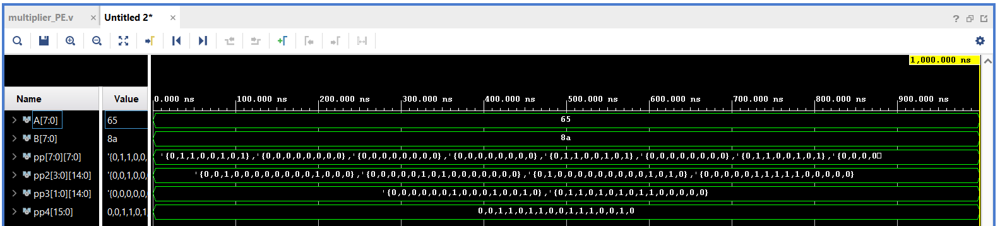 multiplier_PE.v × Untitled 2* ×
?
1,000.000 ns
Name Value 0.000 ns 100.000 ns 200.000 ns 300.000 ns 400.000 ns 500.000 ns 600.000 ns 700.000 ns 800.000 ns 900.000 ns
A[7:0] 65 65
B[7:0] 8a 8a
pp[7:0][7:0] '{0,1,1,0,0, '{0,1,1,0,0,1,0,1},'{0,0,0,0,0,0,0,0},'{0,0,0,0,0,0,0,0},'{0,0,0,0,0,0,0,0},'{0,1,1,0,0,1,0,1},'{0,0,0,0,0,0,0,0},'{0,1,1,0,0,1,0,1},'{0,0,0,0
pp2[3:0][14:0] '{0,0,1,0,0, '{0,0,1,0,0,0,0,0,0,0,0,1,0,0,0},'{0,0,0,0,0,1,0,1,0,0,0,0,0,0,0},'{0,1,0,0,0,0,0,0,0,0,0,1,0,1,0},'{0,0,0,0,0,1,1,1,1,1,0,0,0,0,0}
pp3[1:0][14:0] '{0,0,0,0,0, '{0,0,0,0,0,0,1,0,0,0,1,0,0,1,0},'{0,1,1,0,1,0,1,0,1,1,0,0,0,0,0}
pp4[15:0] 0,0,1,1,0,1, 0,0,1,1,0,1,1,0,0,1,1,1,0,0,1,0